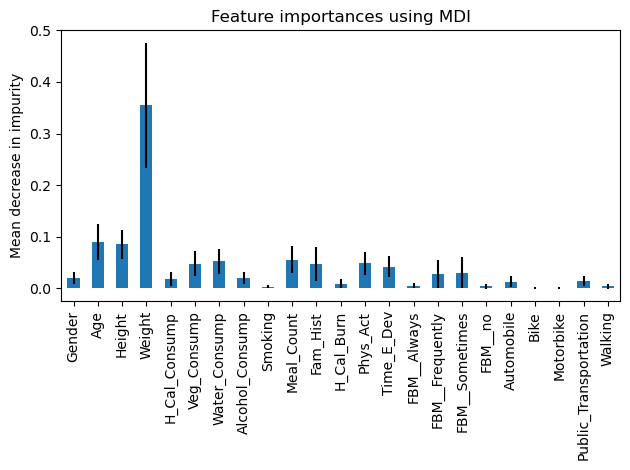 Feature importances using MDI
Mean decrease in impurity
0.5
0.4
0.3
0.2
0.1
0.0
Gender
Age
Height
Weight
H_Cal_Consump
Veg_Consump
Water_Consump
Alcohol_Consump
Smoking
Meal_Count
Fam_Hist
H_Cal_Burn
Phys_Act
Time_E_Dev
FBM__Always
FBM__Frequently
FBM__Sometimes
FBM__no
Automobile
Bike
Motorbike
Public_Transportation
Walking